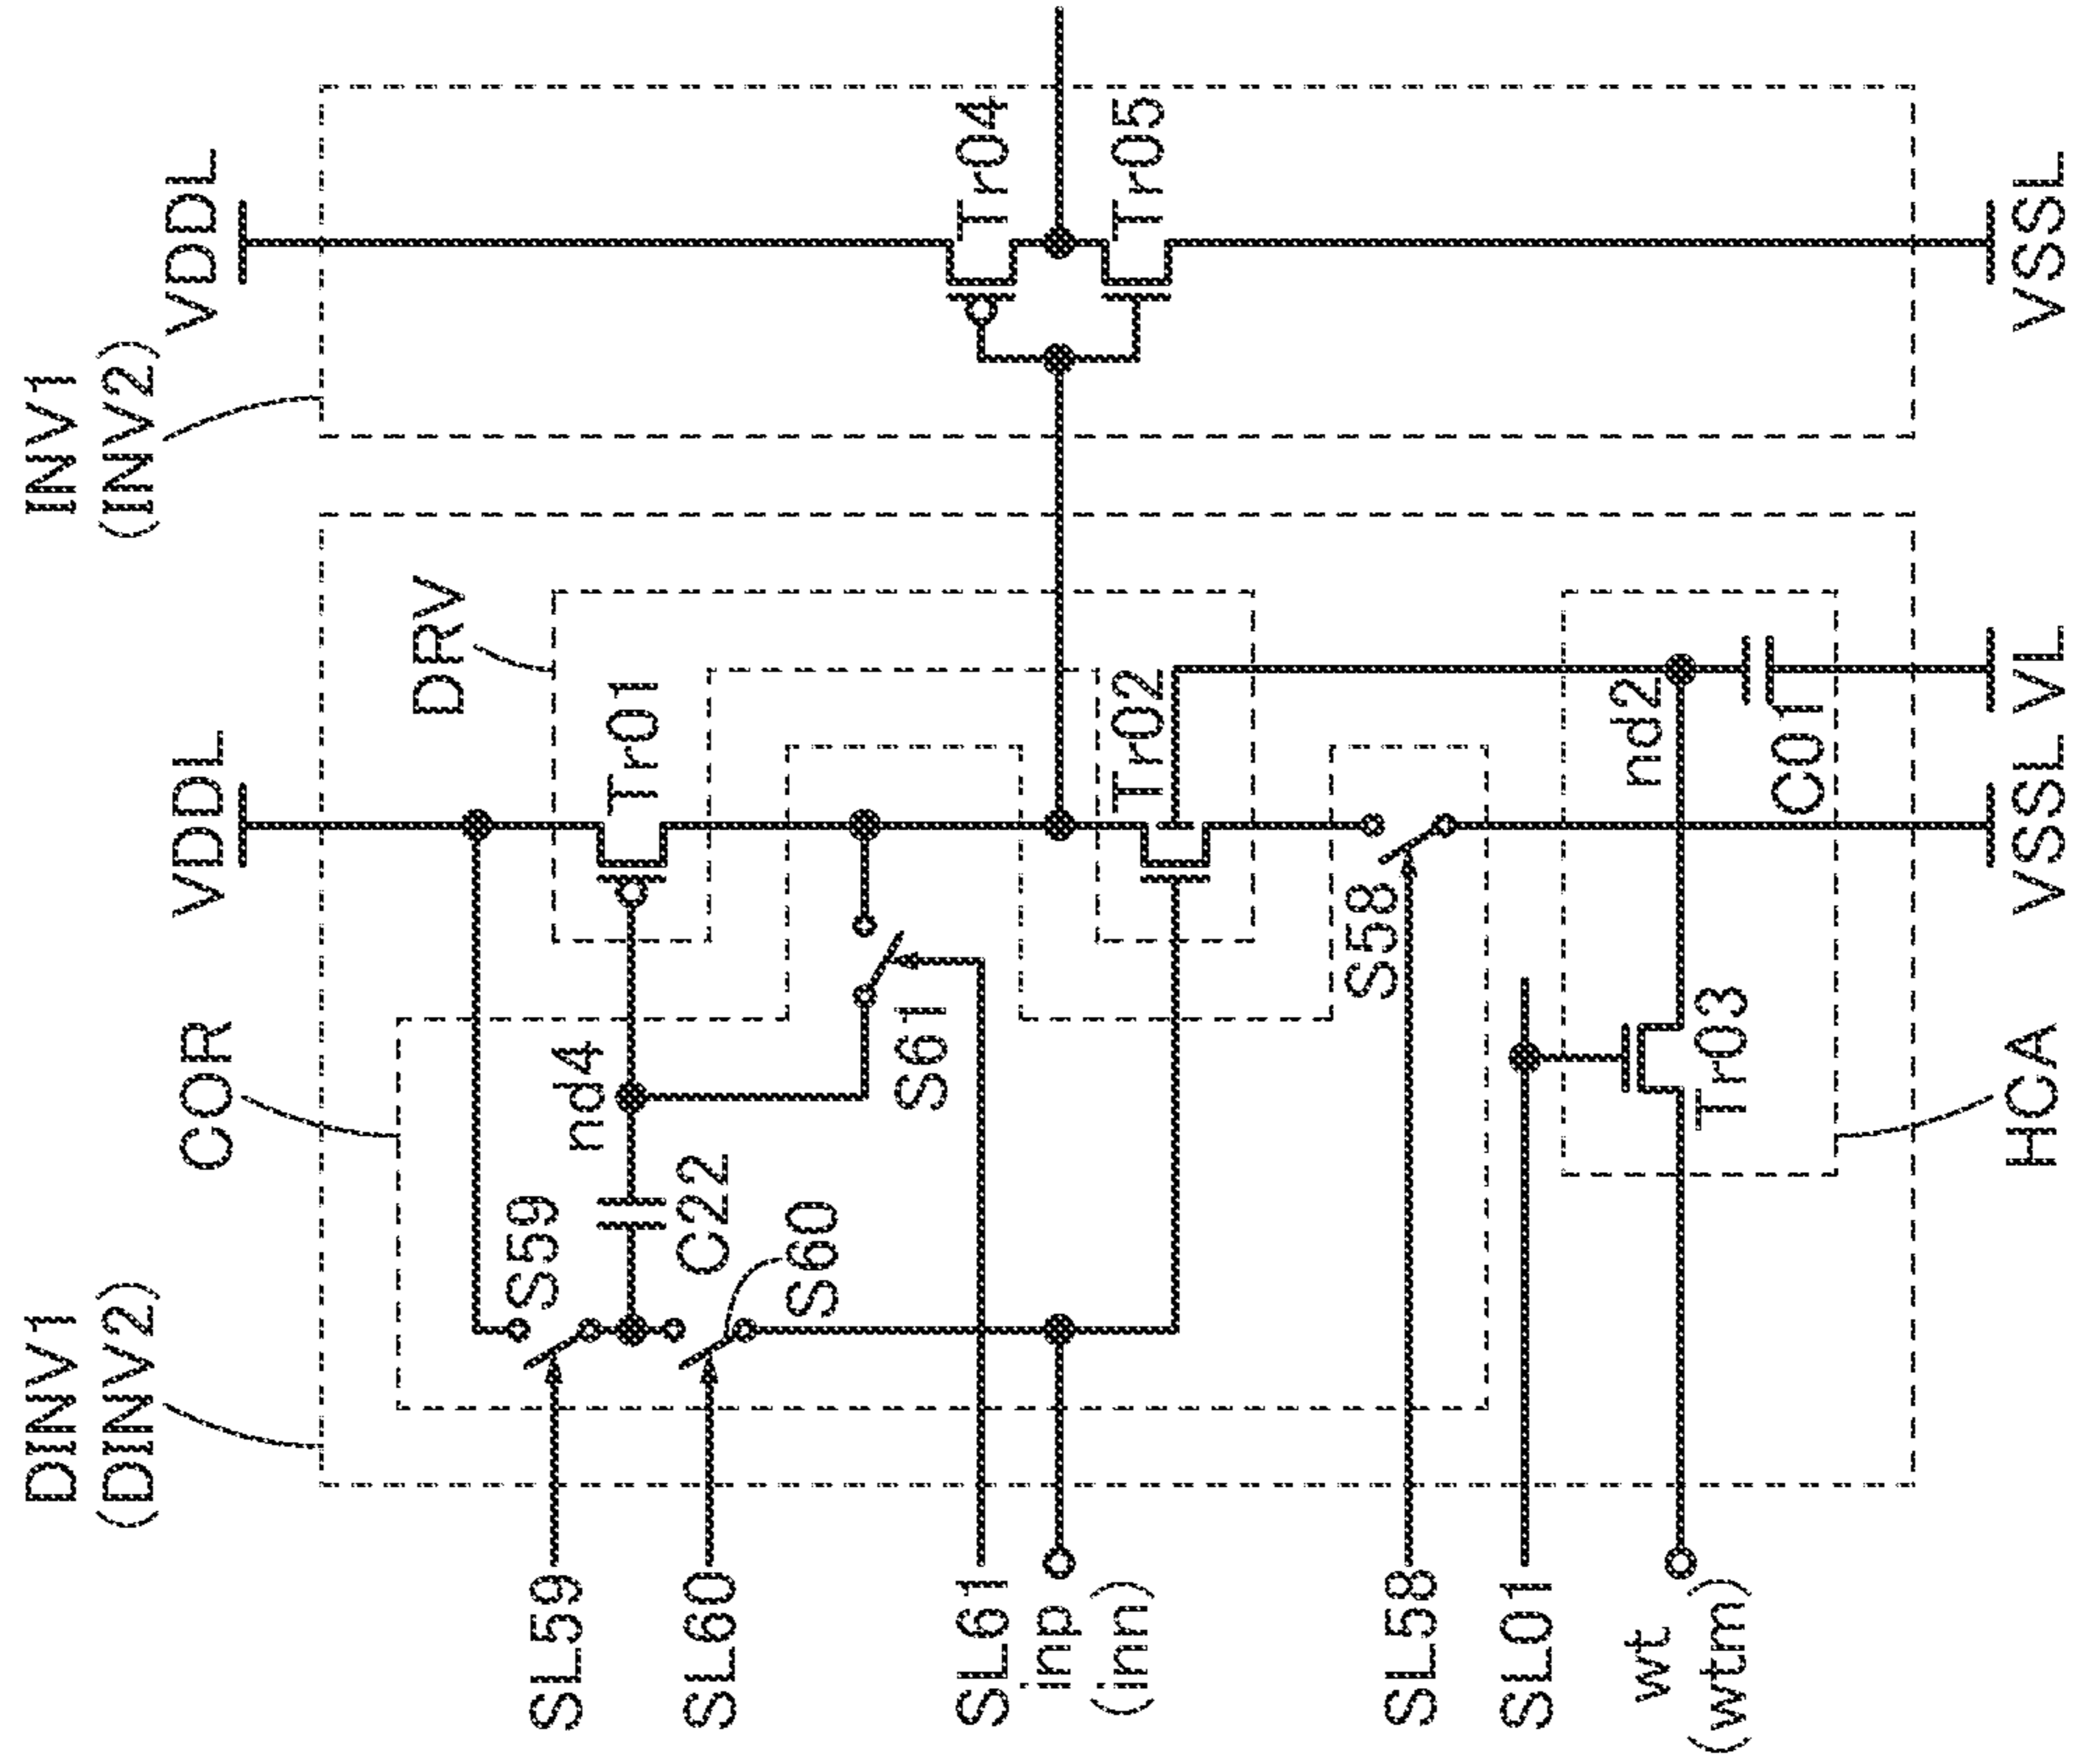 DINV1
(DINV2)
INV1
(INV2)
COR
VDDL
VDDL
DRV
SL59
S59
nd4
Tr01
SL60
C22
S60
SL61
S61
inp
(inn)
Tr02
Tr04
Tr05
SL58
S58
SL01
wt
(wtm)
Tr03
nd2
C01
HCA
VSSL
VL
VSSL